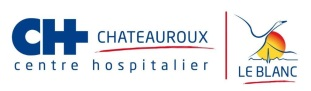 CH CHATEAUROUX
centre hospitalier
LE BLANC